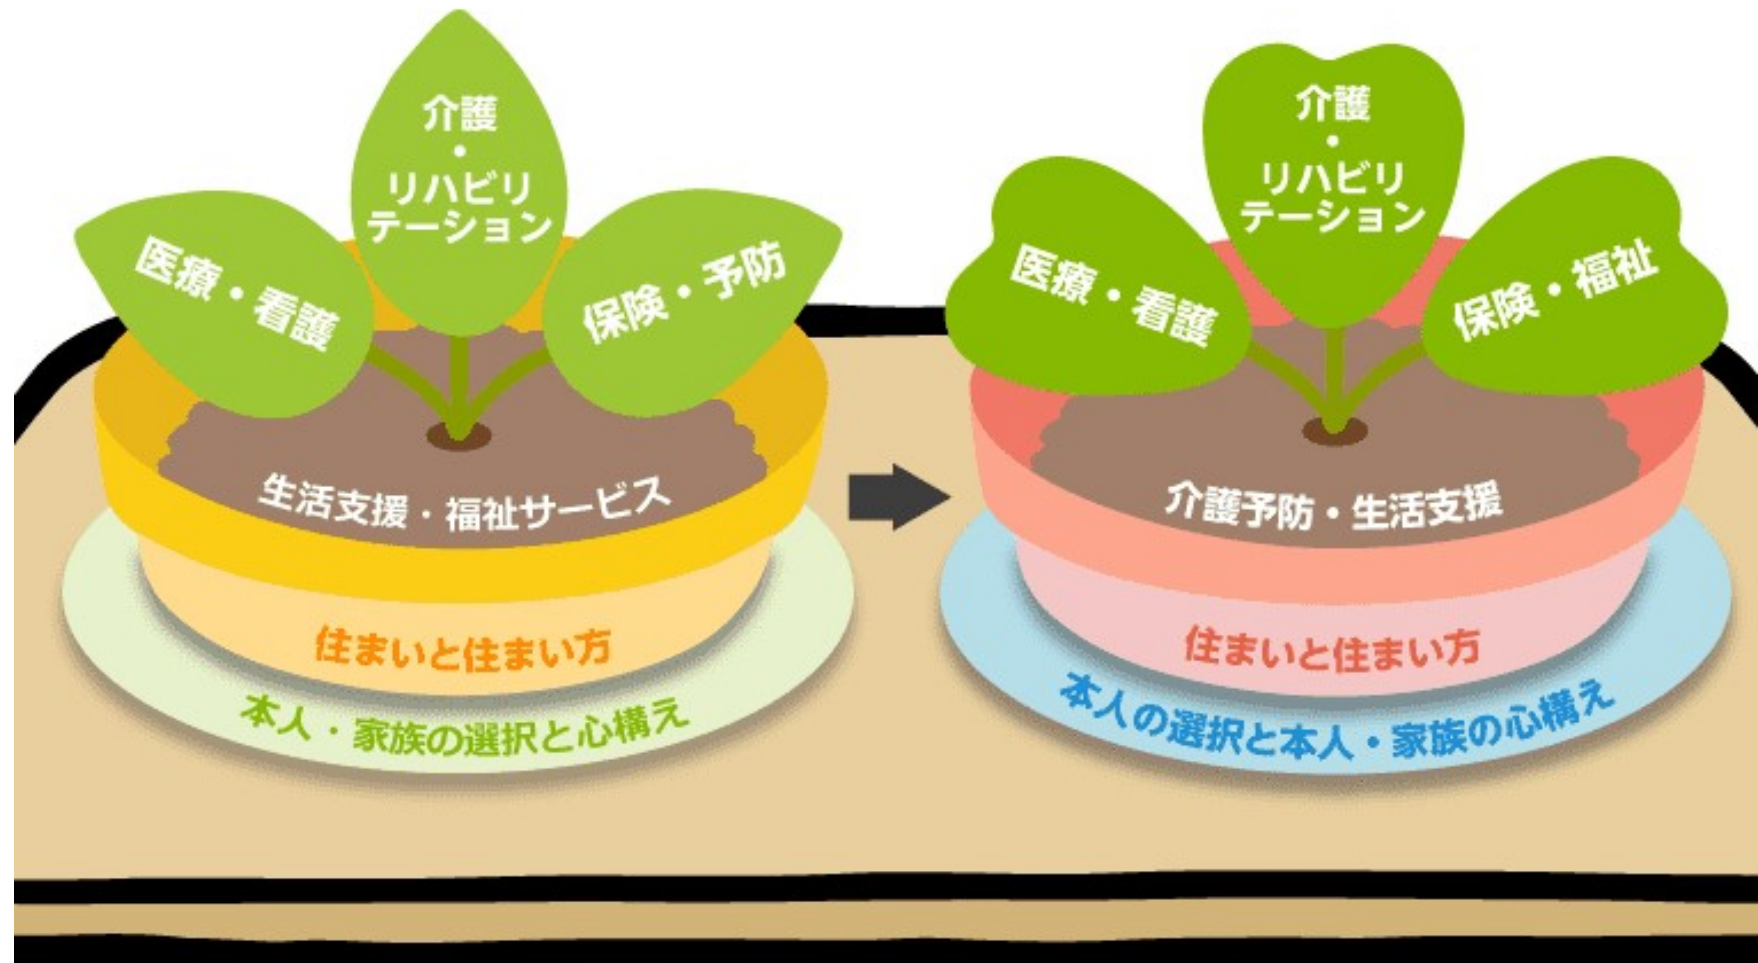 介護
・
リハビリ
テーション
医療・看護
保険・予防
生活支援・福祉サービス
住まいと住まい方
本人・家族の選択と心構え
介護
・
リハビリ
テーション
医療・看護
保険・福祉
介護予防・生活支援
住まいと住まい方
本人の選択と本人・家族の心構え